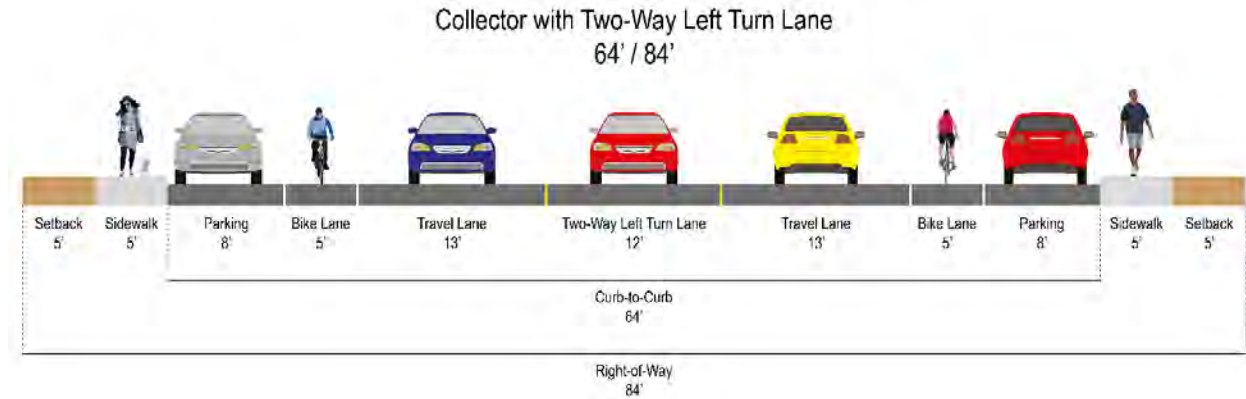 Collector with Two-Way Left Turn Lane
64' / 84'
Setback
5'
Sidewalk
5'
Parking
8'
Bike Lane
5'
Travel Lane
13'
Two-Way Left Turn Lane
12'
Travel Lane
13'
Bike Lane
5'
Parking
8'
Sidewalk
5'
Setback
5'
Curb-to-Curb
64'
Right-of-Way
84'